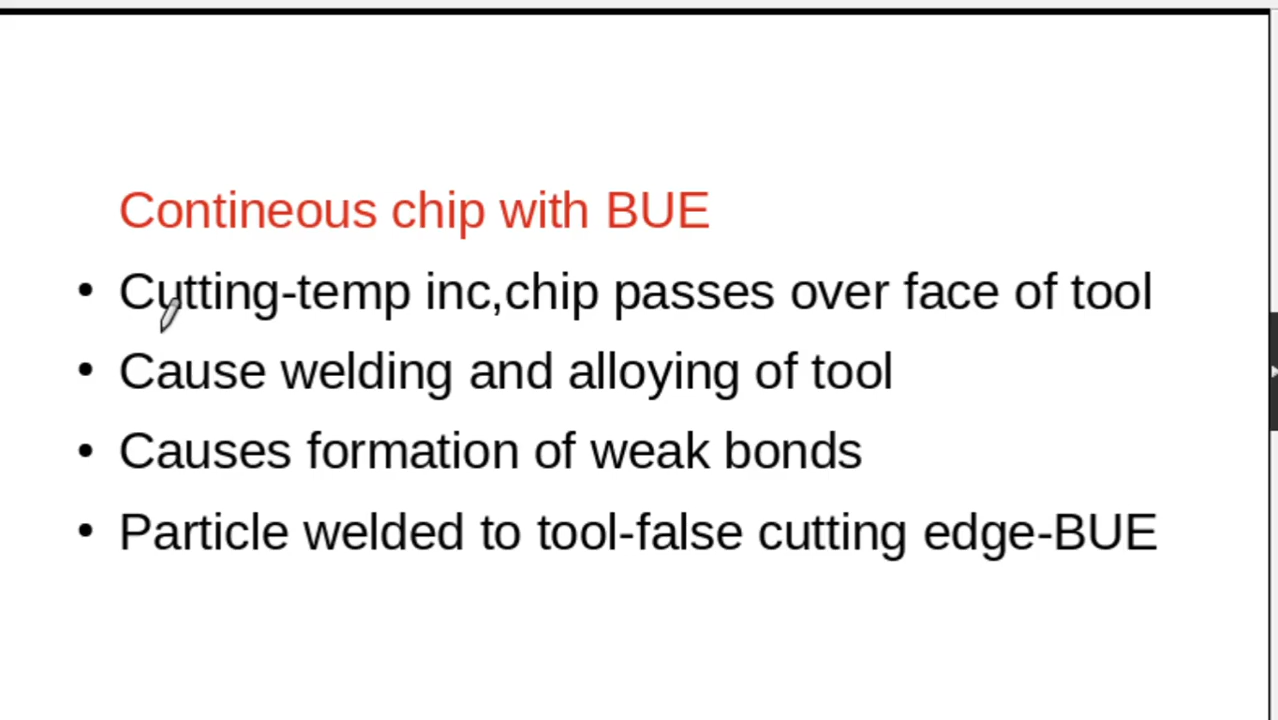 Contineous chip with BUE
• Cutting-temp inc,chip passes over face of tool
• Cause welding and alloying of tool
• Causes formation of weak bonds
• Particle welded to tool-false cutting edge-BUE